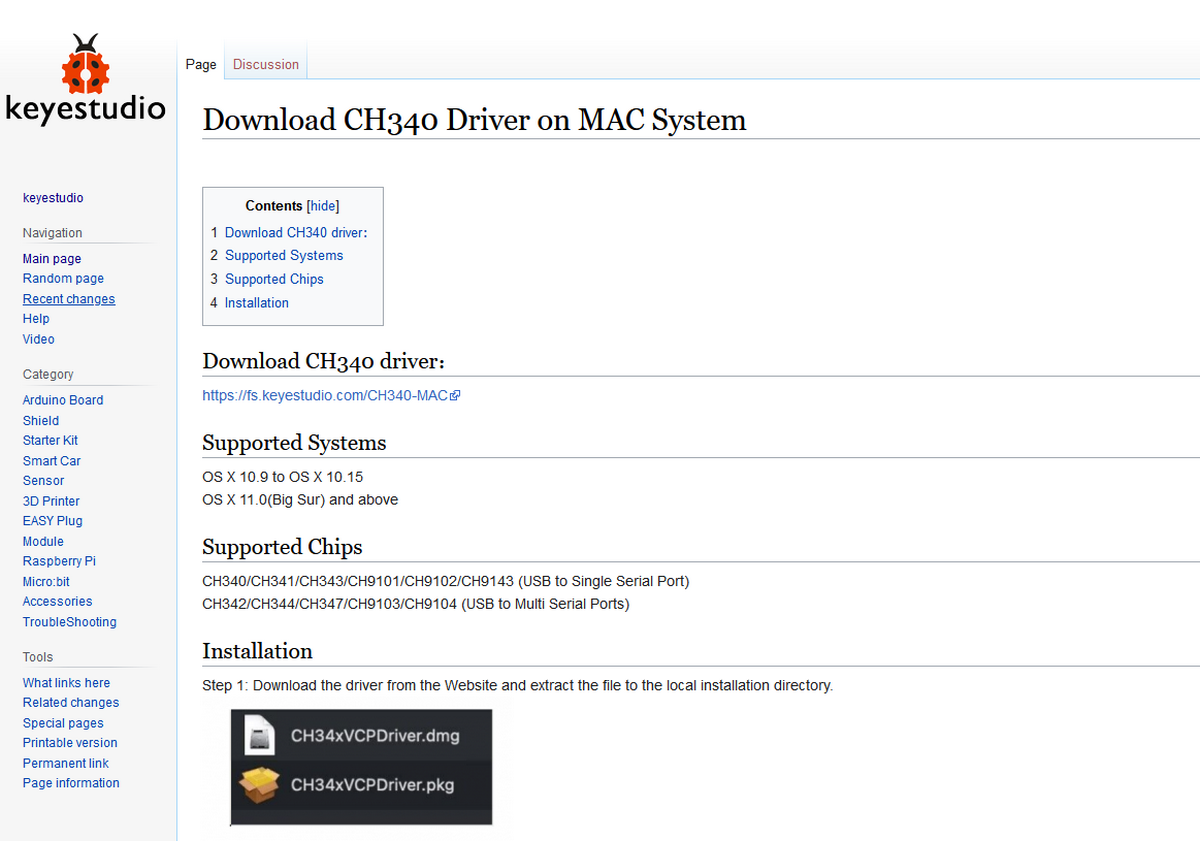 keyestudio
Page
Discussion
Download CH340 Driver on MAC System
keyestudio
Navigation
Main page
Random page
Recent changes
Help
Video
Category
Arduino Board
Shield
Starter Kit
Smart Car
Sensor
3D Printer
EASY Plug
Module
Raspberry Pi
Micro:bit
Accessories
TroubleShooting
Tools
What links here
Related changes
Special pages
Printable version
Permanent link
Page information
Contents [hide]
1 Download CH340 driver:
2 Supported Systems
3 Supported Chips
4 Installation
Download CH340 driver:
https://fs.keyestudio.com/CH340-MAC
Supported Systems
OS X 10.9 to OS X 10.15
OS X 11.0(Big Sur) and above
Supported Chips
CH340/CH341/CH343/CH9101/CH9102/CH9143 (USB to Single Serial Port)
CH342/CH344/CH347/CH9103/CH9104 (USB to Multi Serial Ports)
Installation
Step 1: Download the driver from the Website and extract the file to the local installation directory.
CH34xVCPDriver.dmg
CH34xVCPDriver.pkg